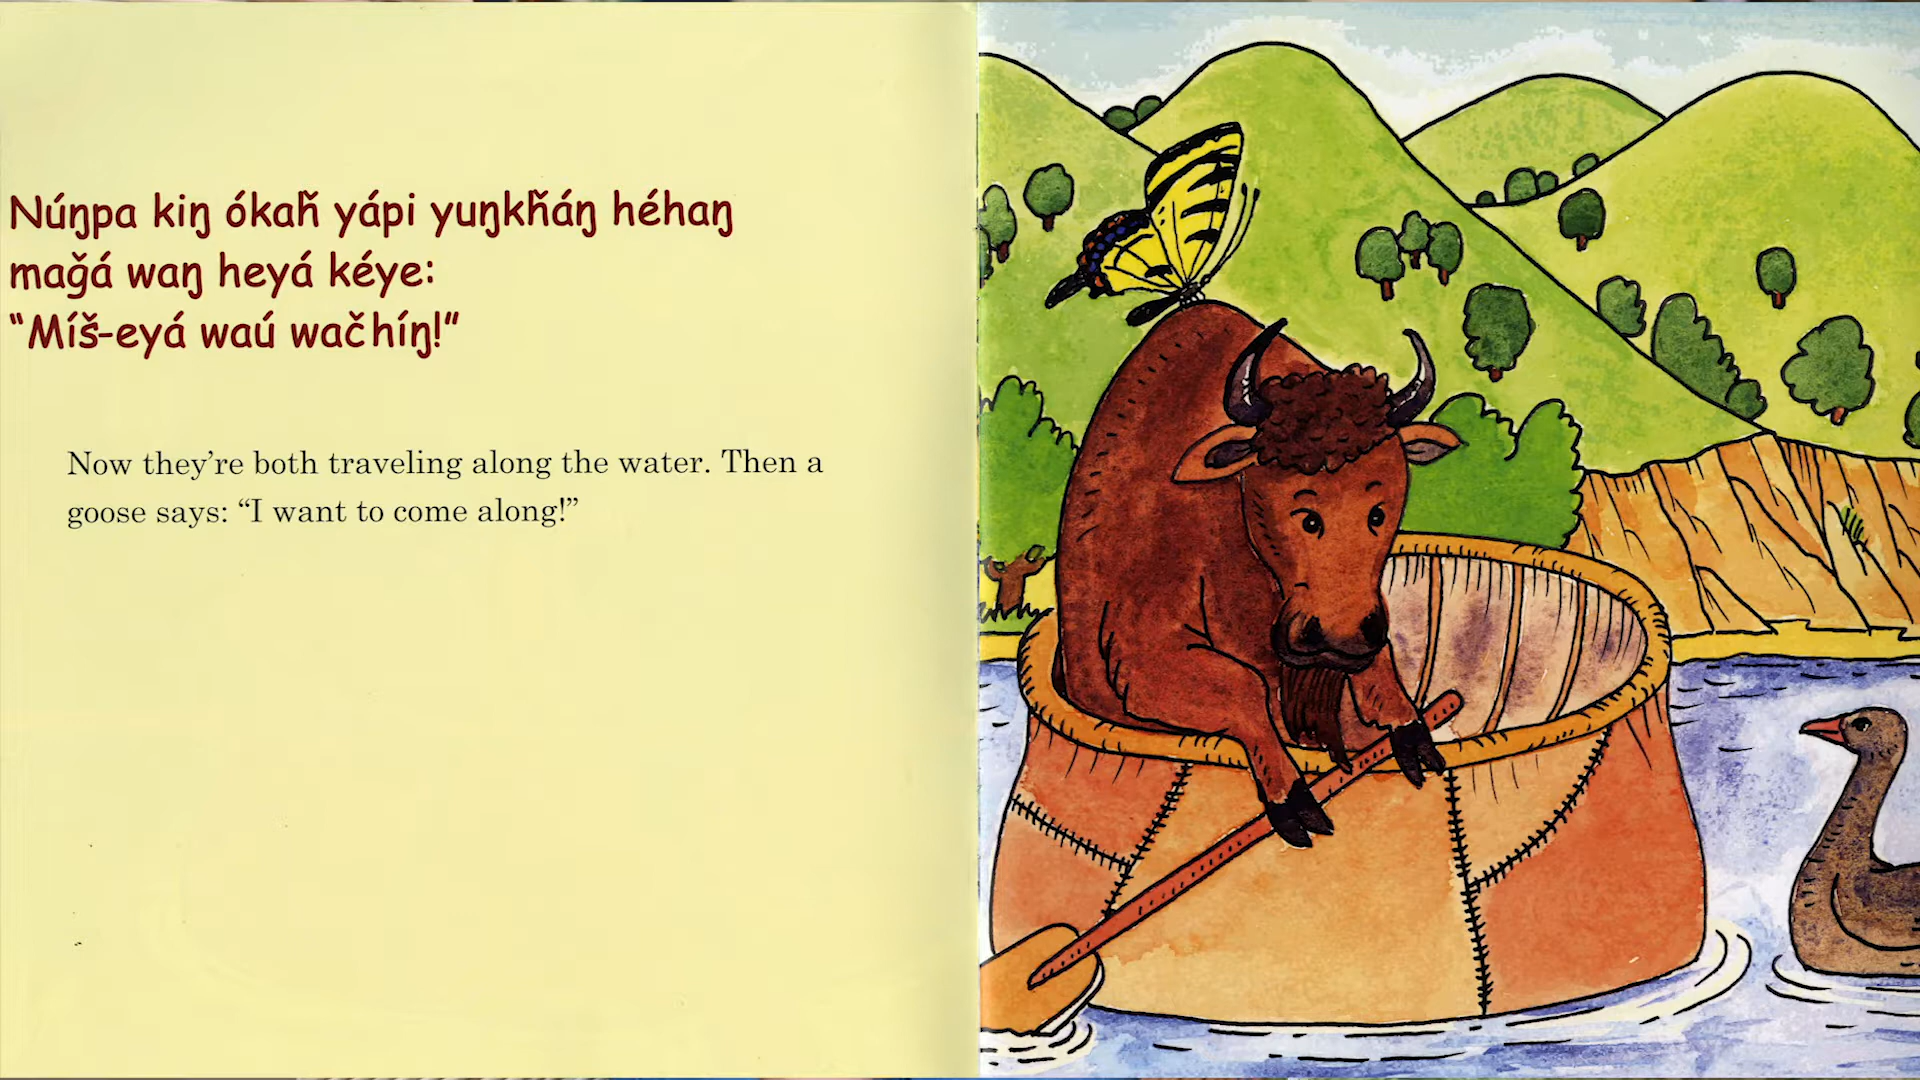 Núŋpa kiŋ ókaȟ yápi yuŋkȟáŋ héhaŋ
maǧá waŋ heyá kéye:
“Míš-eyá waú wačhíŋ!”
Now they’re both traveling along the water. Then a
goose says: “I want to come along!”